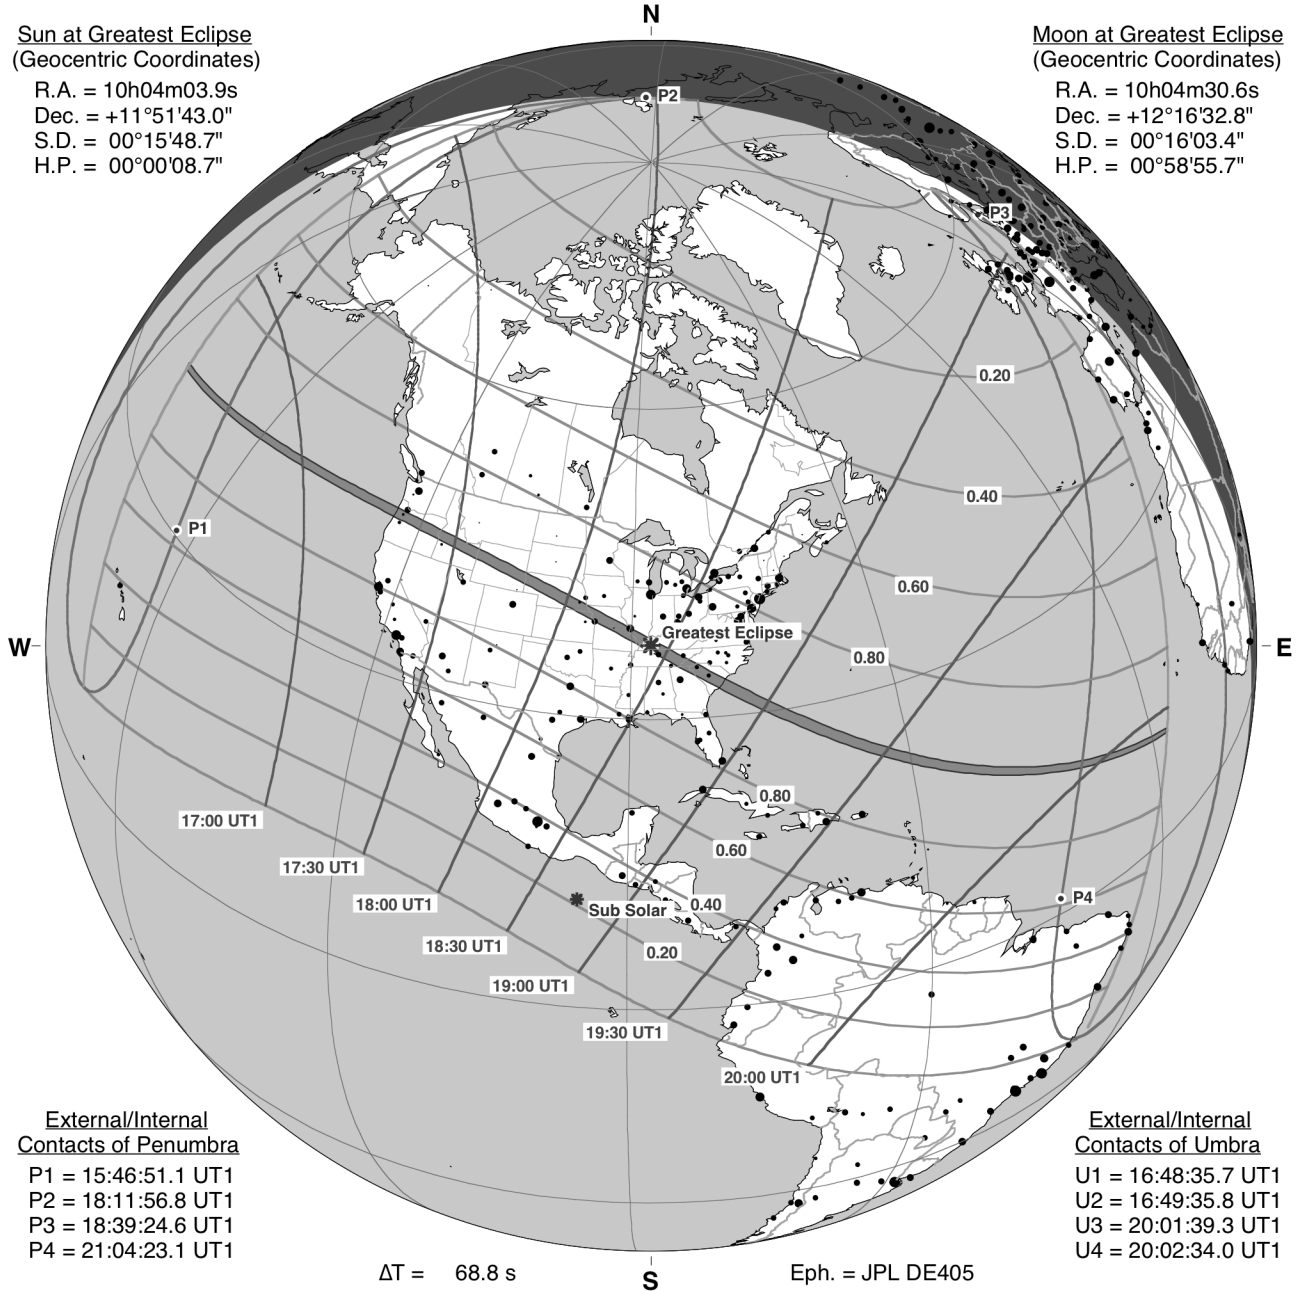 N
Sun at Greatest Eclipse
(Geocentric Coordinates)
R.A. = 10h04m03.9s
Dec. = +11°51'43.0"
S.D. = 00°15'48.7"
H.P. = 00°00'08.7"
Moon at Greatest Eclipse
(Geocentric Coordinates)
R.A. = 10h04m30.6s
Dec. = +12°16'32.8"
S.D. = 00°16'03.4"
H.P. = 00°58'55.7"
P2
P3
0.20
0.40
P1
0.60
Greatest Eclipse
W
E
0.80
0.80
17:00 UT1
0.60
17:30 UT1
P4
18:00 UT1
0.40
Sub Solar
18:30 UT1
0.20
19:00 UT1
19:30 UT1
20:00 UT1
External/Internal
Contacts of Penumbra
P1 = 15:46:51.1 UT1
P2 = 18:11:56.8 UT1
P3 = 18:39:24.6 UT1
P4 = 21:04:23.1 UT1
External/Internal
Contacts of Umbra
U1 = 16:48:35.7 UT1
U2 = 16:49:35.8 UT1
U3 = 20:01:39.3 UT1
U4 = 20:02:34.0 UT1
ΔT = 68.8 s
S
Eph. = JPL DE405